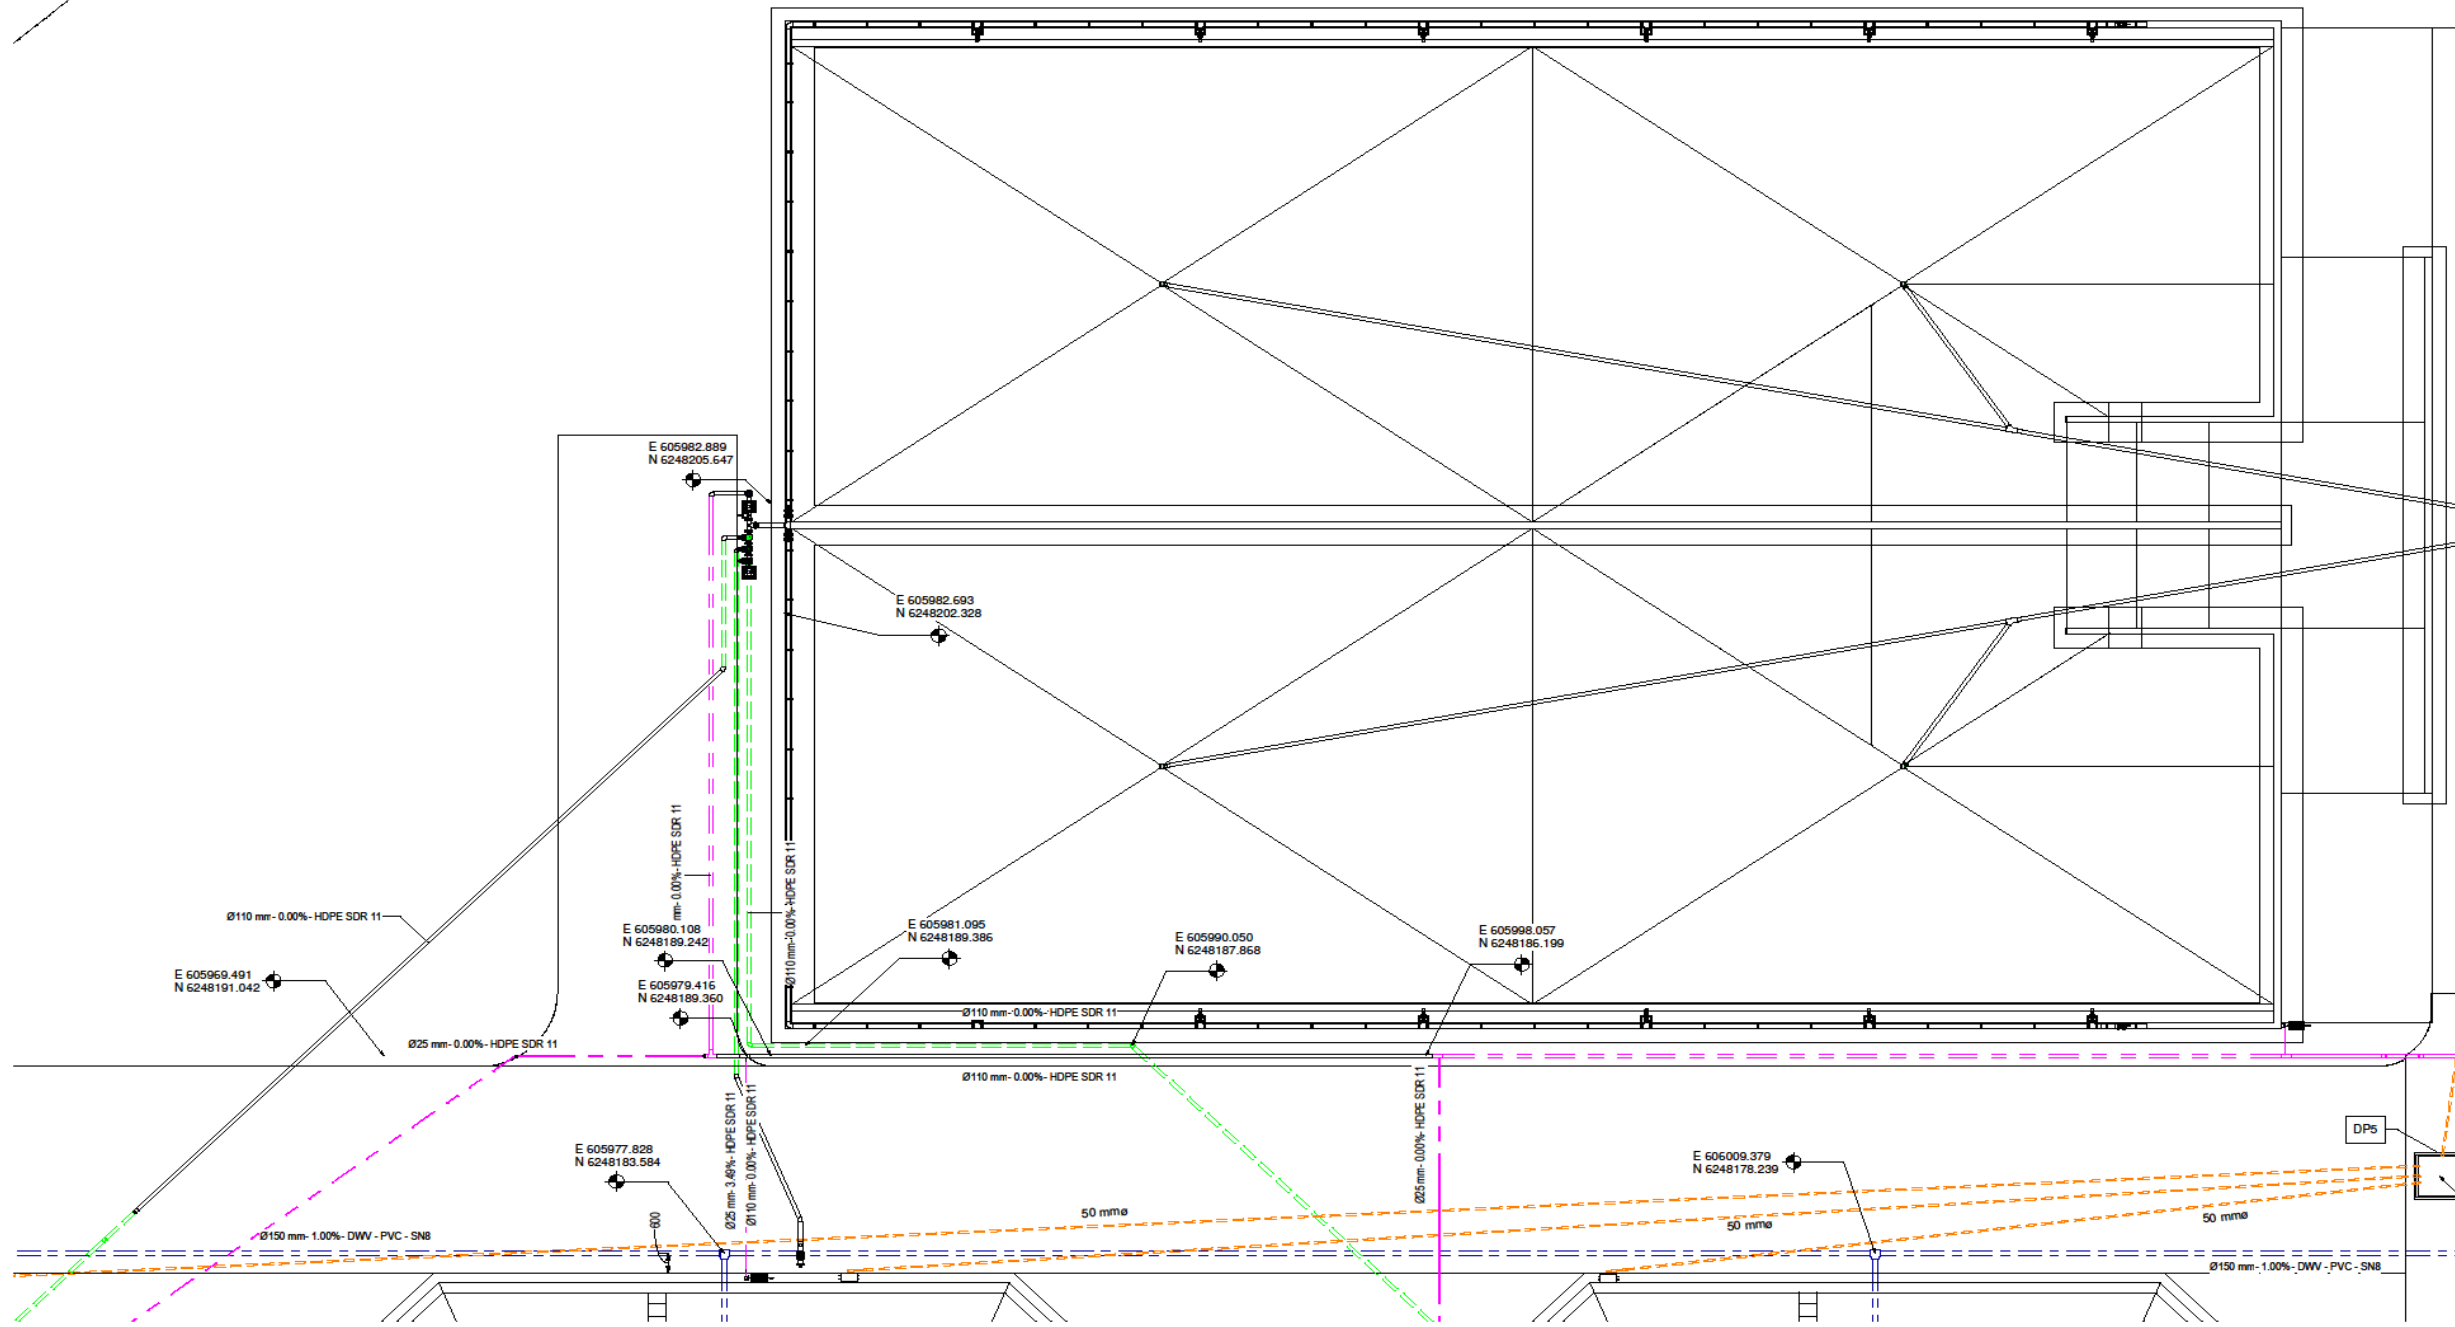 E 605982.889
N 6248205.647
E 605982.693
N 6248202.328
mm- 0.00%- HDPE SDR 11
Ø110 mm- 0.00%- HDPE SDR 11
Ø110 mm- 0.00%- HDPE SDR 11
E 605980.108
N 6248189.242
E 605981.095
N 6248189.386
E 605990.050
N 6248187.868
E 605998.057
N 6248186.199
E 605969.491
N 6248191.042
E 605979.416
N 6248189.360
Ø110 mm- 0.00%- HDPE SDR 11
Ø25 mm- 0.00%- HDPE SDR 11
Ø110 mm- 0.00%- HDPE SDR 11
Ø25 mm- 3.49%- HDPE SDR 11
Ø110 mm- 0.00%- HDPE SDR 11
Ø25 mm- 0.00%- HDPE SDR 11
DP5
E 605977.828
N 6248183.584
E 606009.379
N 6248178.239
50 mmø
50 mmø
50 mmø
600
Ø150 mm- 1.00%- DWV - PVC - SN8
Ø150 mm- 1.00%- DWV - PVC - SN8